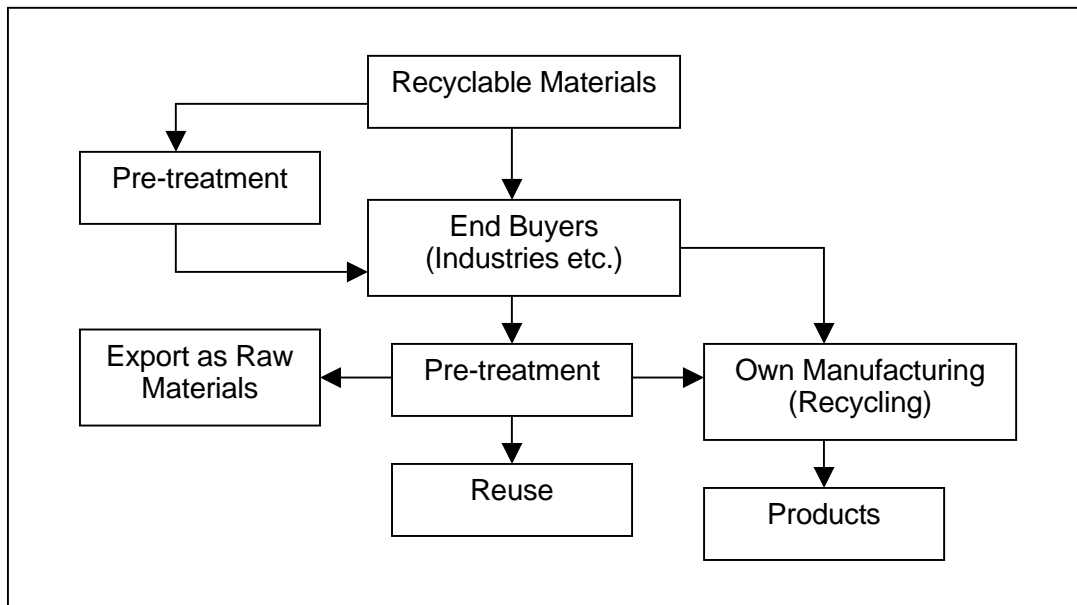 Recyclable Materials
Pre-treatment
End Buyers
(Industries etc.)
Export as Raw
Materials
Pre-treatment
Own Manufacturing
(Recycling)
Reuse
Products